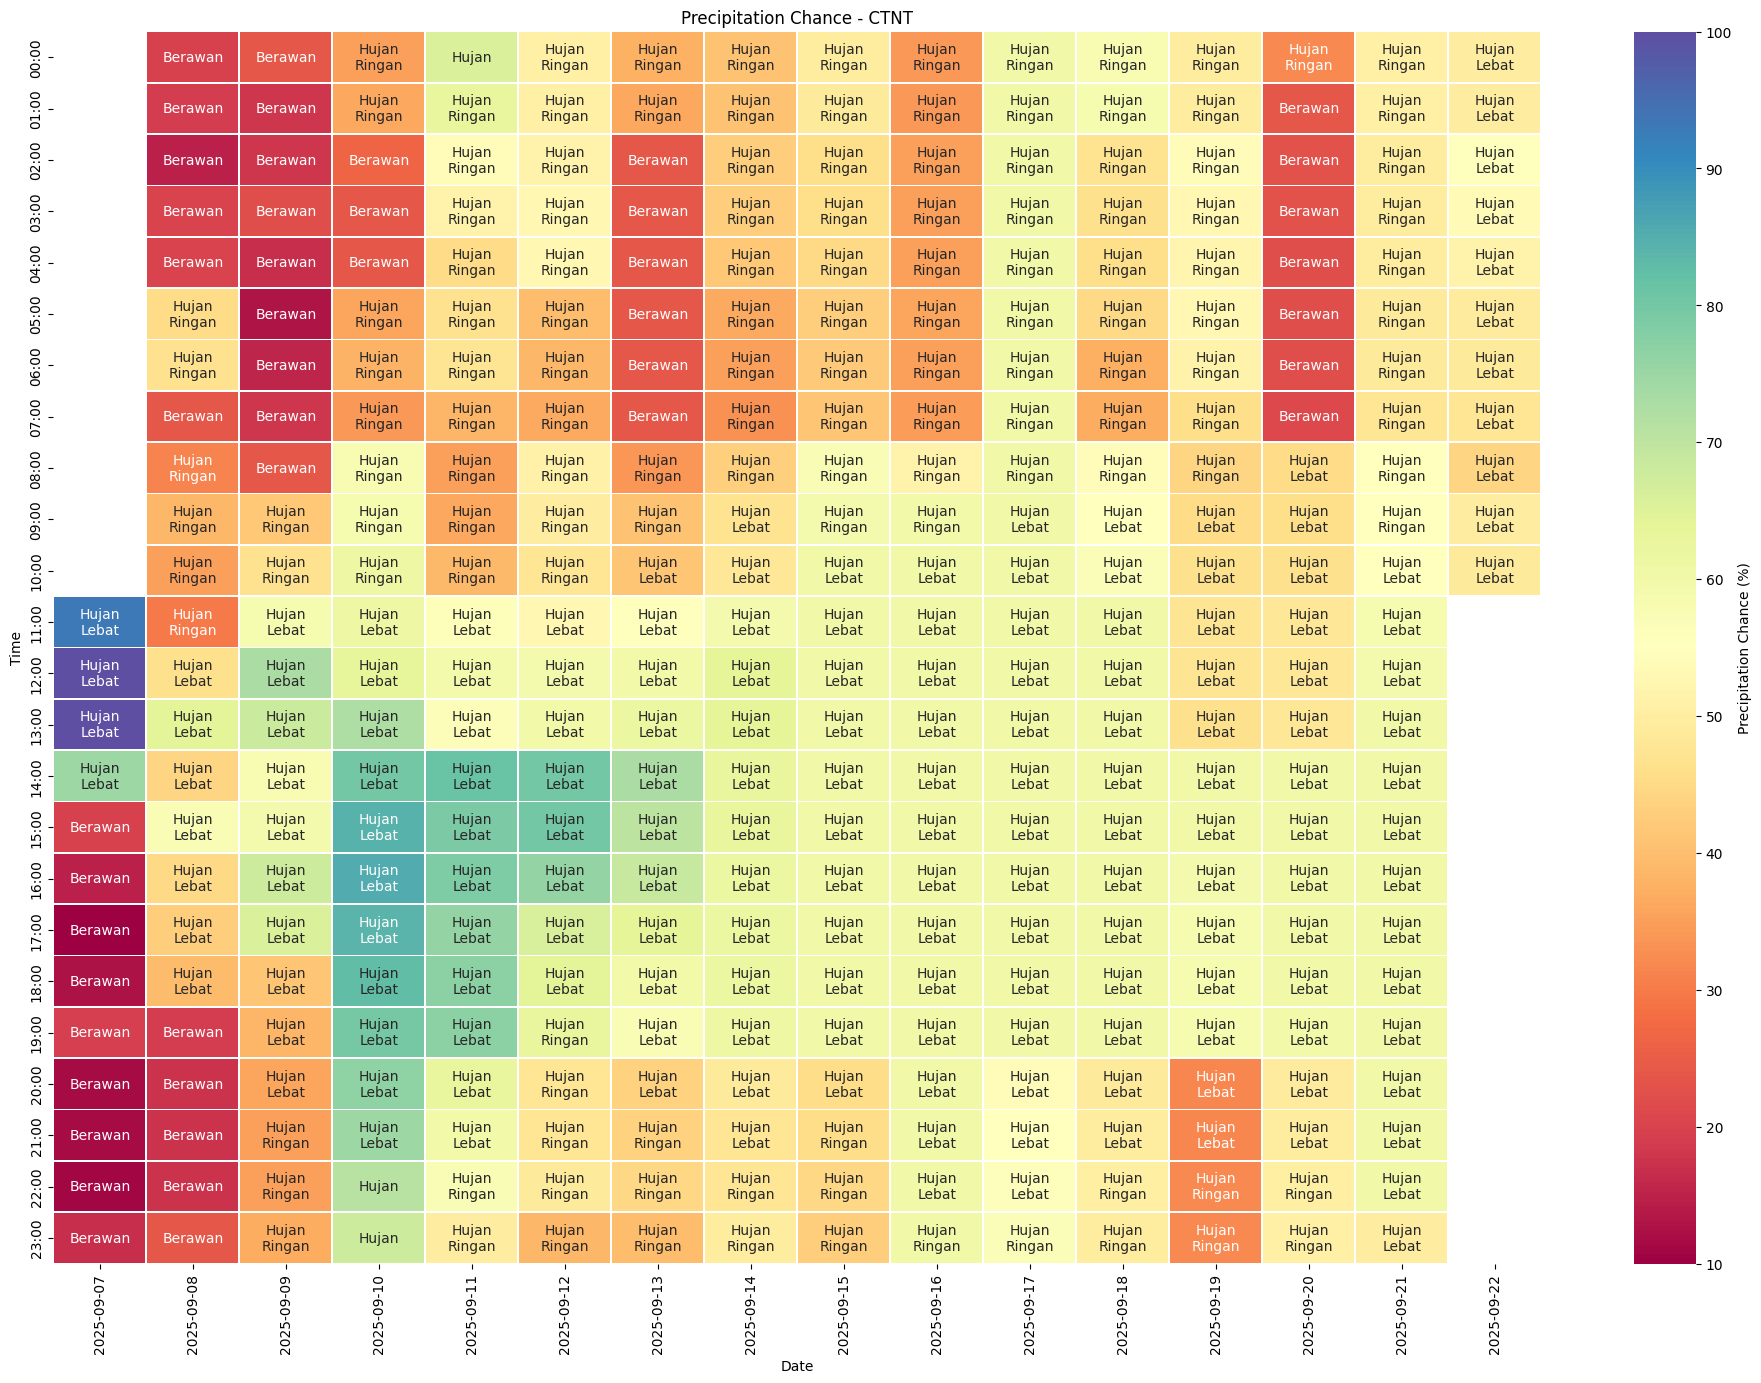 Precipitation Chance - CTNT
00:00 Berawan Berawan Hujan Ringan Hujan Hujan Ringan Hujan Ringan Hujan Ringan Hujan Ringan Hujan Ringan Hujan Ringan Hujan Ringan Hujan Ringan Hujan Ringan Hujan Ringan Hujan Lebat
01:00 Berawan Berawan Hujan Ringan Hujan Ringan Hujan Ringan Hujan Ringan Hujan Ringan Hujan Ringan Hujan Ringan Hujan Ringan Hujan Ringan Hujan Ringan Berawan Hujan Ringan Hujan Lebat
02:00 Berawan Berawan Berawan Hujan Ringan Hujan Ringan Berawan Hujan Ringan Hujan Ringan Hujan Ringan Hujan Ringan Hujan Ringan Hujan Ringan Berawan Hujan Ringan Hujan Lebat
03:00 Berawan Berawan Berawan Hujan Ringan Hujan Ringan Berawan Hujan Ringan Hujan Ringan Hujan Ringan Hujan Ringan Hujan Ringan Hujan Ringan Berawan Hujan Ringan Hujan Lebat
04:00 Berawan Berawan Berawan Hujan Ringan Hujan Ringan Berawan Hujan Ringan Hujan Ringan Hujan Ringan Hujan Ringan Hujan Ringan Hujan Ringan Berawan Hujan Ringan Hujan Lebat
05:00 Hujan Ringan Berawan Hujan Ringan Hujan Ringan Hujan Ringan Berawan Hujan Ringan Hujan Ringan Hujan Ringan Hujan Ringan Hujan Ringan Hujan Ringan Berawan Hujan Ringan Hujan Lebat
06:00 Hujan Ringan Berawan Hujan Ringan Hujan Ringan Hujan Ringan Berawan Hujan Ringan Hujan Ringan Hujan Ringan Hujan Ringan Hujan Ringan Hujan Ringan Berawan Hujan Ringan Hujan Lebat
07:00 Berawan Berawan Hujan Ringan Hujan Ringan Hujan Ringan Berawan Hujan Ringan Hujan Ringan Hujan Ringan Hujan Ringan Hujan Ringan Hujan Ringan Berawan Hujan Ringan Hujan Lebat
08:00 Hujan Ringan Berawan Hujan Ringan Hujan Ringan Hujan Ringan Hujan Ringan Hujan Ringan Hujan Ringan Hujan Ringan Hujan Ringan Hujan Ringan Hujan Ringan Hujan Lebat Hujan Ringan Hujan Lebat
09:00 Hujan Ringan Hujan Ringan Hujan Ringan Hujan Ringan Hujan Ringan Hujan Ringan Hujan Lebat Hujan Ringan Hujan Ringan Hujan Lebat Hujan Lebat Hujan Lebat Hujan Lebat Hujan Ringan Hujan Lebat
10:00 Hujan Ringan Hujan Ringan Hujan Ringan Hujan Ringan Hujan Ringan Hujan Lebat Hujan Lebat Hujan Lebat Hujan Lebat Hujan Lebat Hujan Lebat Hujan Lebat Hujan Lebat Hujan Lebat Hujan Lebat
11:00 Hujan Lebat Hujan Ringan Hujan Lebat Hujan Lebat Hujan Lebat Hujan Lebat Hujan Lebat Hujan Lebat Hujan Lebat Hujan Lebat Hujan Lebat Hujan Lebat Hujan Lebat Hujan Lebat Hujan Lebat
12:00 Hujan Lebat Hujan Lebat Hujan Lebat Hujan Lebat Hujan Lebat Hujan Lebat Hujan Lebat Hujan Lebat Hujan Lebat Hujan Lebat Hujan Lebat Hujan Lebat Hujan Lebat Hujan Lebat Hujan Lebat
13:00 Hujan Lebat Hujan Lebat Hujan Lebat Hujan Lebat Hujan Lebat Hujan Lebat Hujan Lebat Hujan Lebat Hujan Lebat Hujan Lebat Hujan Lebat Hujan Lebat Hujan Lebat Hujan Lebat Hujan Lebat
14:00 Hujan Lebat Hujan Lebat Hujan Lebat Hujan Lebat Hujan Lebat Hujan Lebat Hujan Lebat Hujan Lebat Hujan Lebat Hujan Lebat Hujan Lebat Hujan Lebat Hujan Lebat Hujan Lebat Hujan Lebat
15:00 Berawan Hujan Lebat Hujan Lebat Hujan Lebat Hujan Lebat Hujan Lebat Hujan Lebat Hujan Lebat Hujan Lebat Hujan Lebat Hujan Lebat Hujan Lebat Hujan Lebat Hujan Lebat Hujan Lebat
16:00 Berawan Hujan Lebat Hujan Lebat Hujan Lebat Hujan Lebat Hujan Lebat Hujan Lebat Hujan Lebat Hujan Lebat Hujan Lebat Hujan Lebat Hujan Lebat Hujan Lebat Hujan Lebat Hujan Lebat
17:00 Berawan Hujan Lebat Hujan Lebat Hujan Lebat Hujan Lebat Hujan Lebat Hujan Lebat Hujan Lebat Hujan Lebat Hujan Lebat Hujan Lebat Hujan Lebat Hujan Lebat Hujan Lebat Hujan Lebat
18:00 Berawan Hujan Lebat Hujan Lebat Hujan Lebat Hujan Lebat Hujan Lebat Hujan Lebat Hujan Lebat Hujan Lebat Hujan Lebat Hujan Lebat Hujan Lebat Hujan Lebat Hujan Lebat Hujan Lebat
19:00 Berawan Berawan Hujan Lebat Hujan Lebat Hujan Lebat Hujan Ringan Hujan Lebat Hujan Lebat Hujan Lebat Hujan Lebat Hujan Lebat Hujan Lebat Hujan Lebat Hujan Lebat Hujan Lebat
20:00 Berawan Berawan Hujan Lebat Hujan Lebat Hujan Lebat Hujan Ringan Hujan Lebat Hujan Lebat Hujan Lebat Hujan Lebat Hujan Lebat Hujan Lebat Hujan Lebat Hujan Lebat Hujan Lebat
21:00 Berawan Berawan Hujan Ringan Hujan Lebat Hujan Lebat Hujan Ringan Hujan Ringan Hujan Lebat Hujan Ringan Hujan Lebat Hujan Lebat Hujan Lebat Hujan Lebat Hujan Lebat Hujan Lebat
22:00 Berawan Berawan Hujan Ringan Hujan Hujan Ringan Hujan Ringan Hujan Ringan Hujan Ringan Hujan Ringan Hujan Lebat Hujan Lebat Hujan Ringan Hujan Ringan Hujan Ringan Hujan Lebat
23:00 Berawan Berawan Hujan Ringan Hujan Hujan Ringan Hujan Ringan Hujan Ringan Hujan Ringan Hujan Ringan Hujan Ringan Hujan Ringan Hujan Ringan Hujan Ringan Hujan Ringan Hujan Lebat
Time
2025-09-07 2025-09-08 2025-09-09 2025-09-10 2025-09-11 2025-09-12 2025-09-13 2025-09-14 2025-09-15 2025-09-16 2025-09-17 2025-09-18 2025-09-19 2025-09-20 2025-09-21 2025-09-22
Date
100
90
80
70
60
50
40
30
20
10
Precipitation Chance (%)